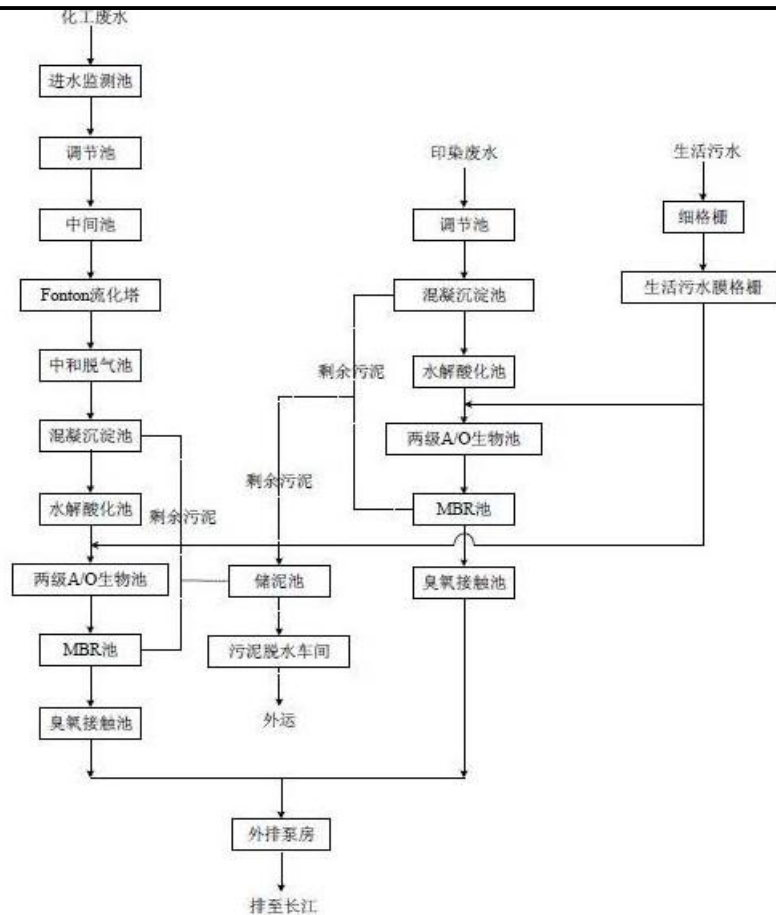 化工废水
进水监测池
调节池
中间池
Fonton流化塔
中和脱气池
混凝沉淀池
水解酸化池
剩余污泥
两级A/O生物池
MBR池
臭氧接触池
印染废水
调节池
混凝沉淀池
剩余污泥
水解酸化池
两级A/O生物池
剩余污泥
MBR池
臭氧接触池
生活污水
细格栅
生活污水膜格栅
储泥池
污泥脱水车间
外运
外排泵房
排至长江